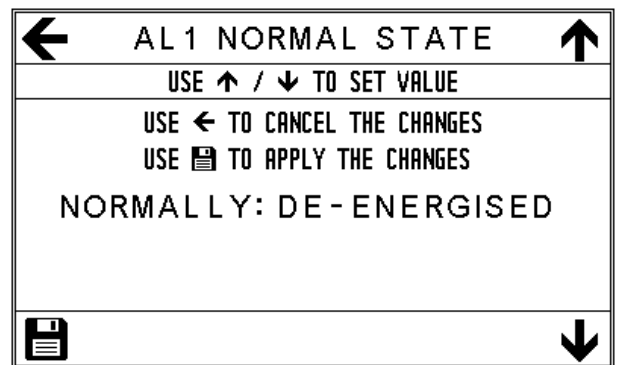 AL1 NORMAL STATE
USE ↑ / ↓ TO SET VALUE
USE ← TO CANCEL THE CHANGES
USE 💾 TO APPLY THE CHANGES
NORMALLY: DE-ENERGISED